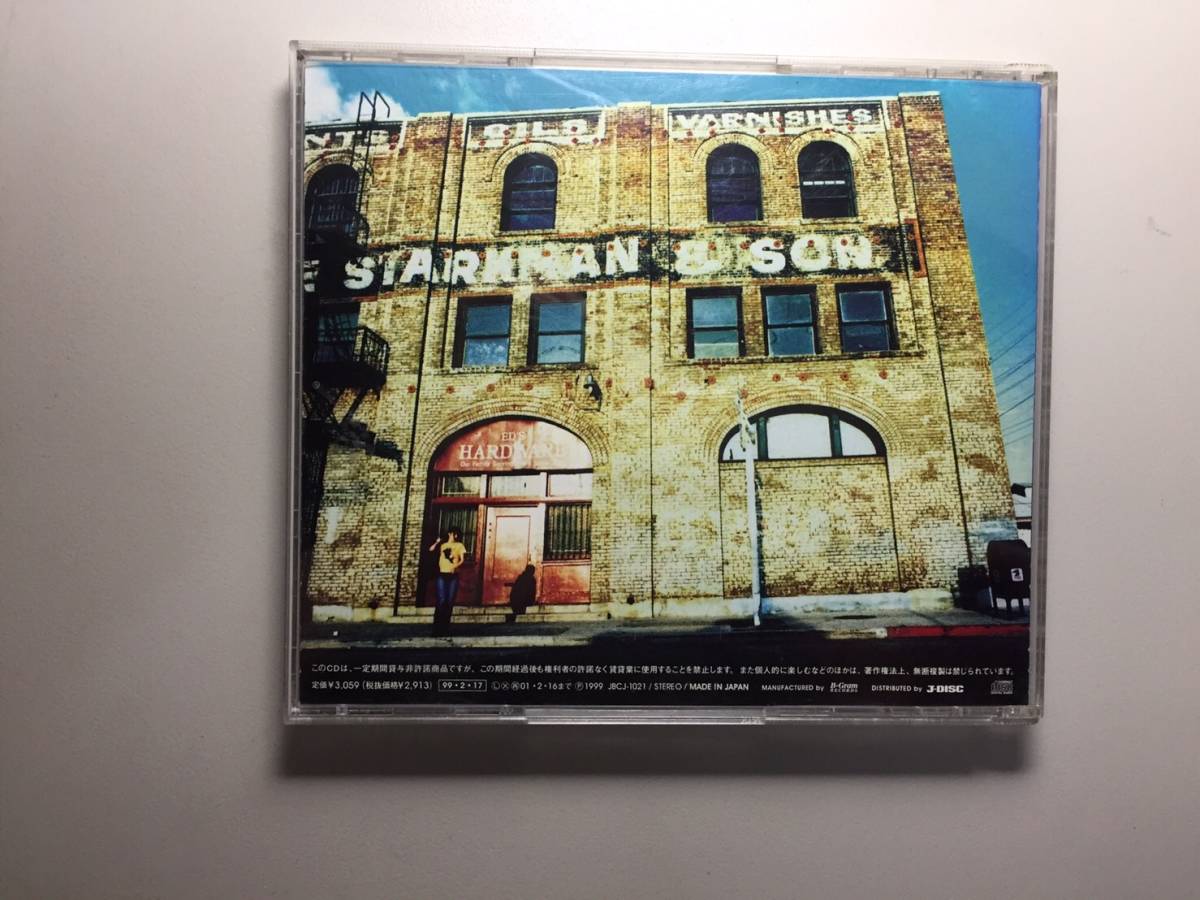 NTS OILS VARNISHES
STARKMAN & SON
ED'S
HARDWARE
このCDは、一定期間貸与非許諾商品ですが、この期間経過後も権利者の許諾なく賃貸業に使用することを禁止します。また個人的に楽しむなどのほかは、著作権法上、無断複製は禁じられています。
定価¥3,059(税抜価格¥2,913) 99・2・17 Ⓛ Ⓧ 再 01・2・16まで Ⓟ 1999 JBCJ-1021 / STEREO / MADE IN JAPAN MANUFACTURED by B-Gram RECORDS DISTRIBUTED by J-DISC